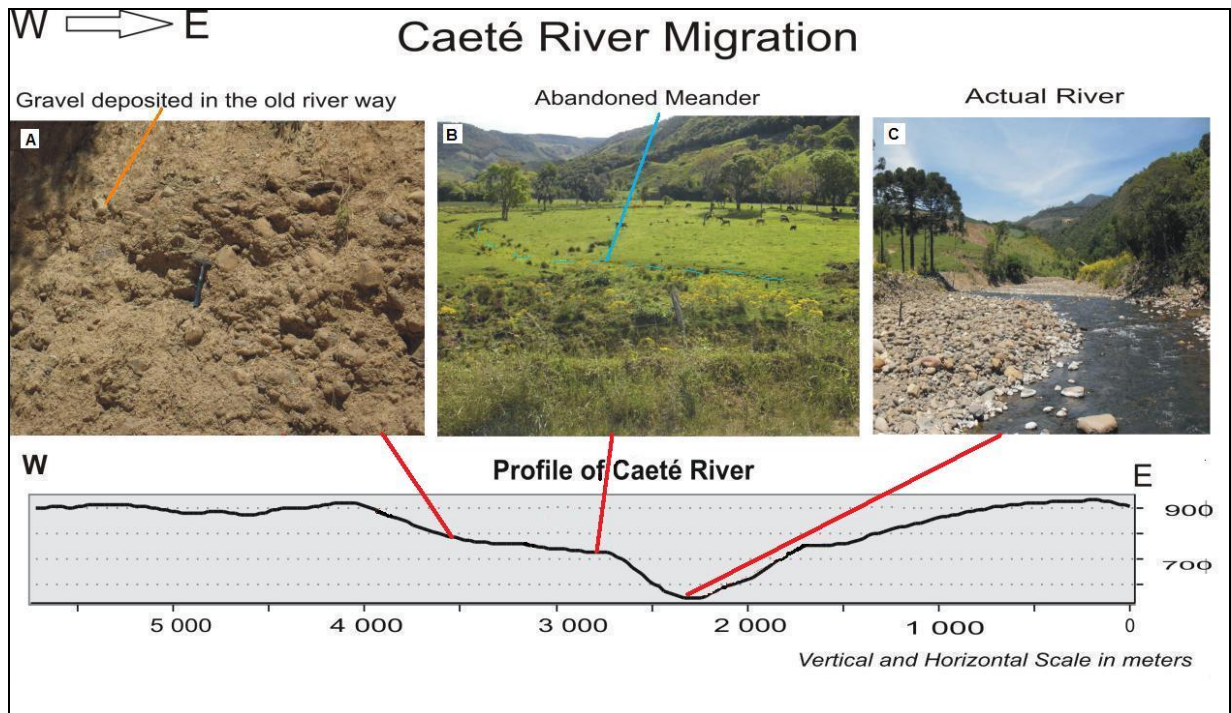 W E
Caeté River Migration
Gravel deposited in the old river way
Abandoned Meander
Actual River
A
B
C
W
Profile of Caeté River
E
900
700
5 000 4 000 3 000 2 000 1 000 0
Vertical and Horizontal Scale in meters